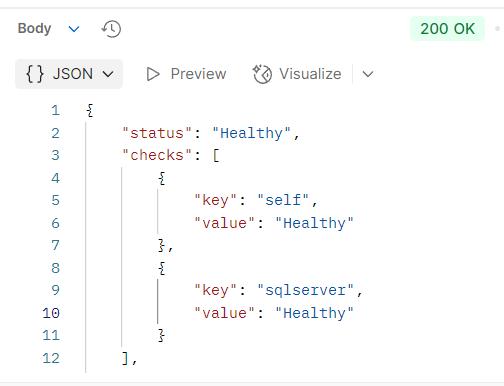 Body
200 OK
{} JSON Preview Visualize
1 {
2 "status": "Healthy",
3 "checks": [
4 {
5 "key": "self",
6 "value": "Healthy"
7 },
8 {
9 "key": "sqlserver",
10 "value": "Healthy"
11 }
12 ],